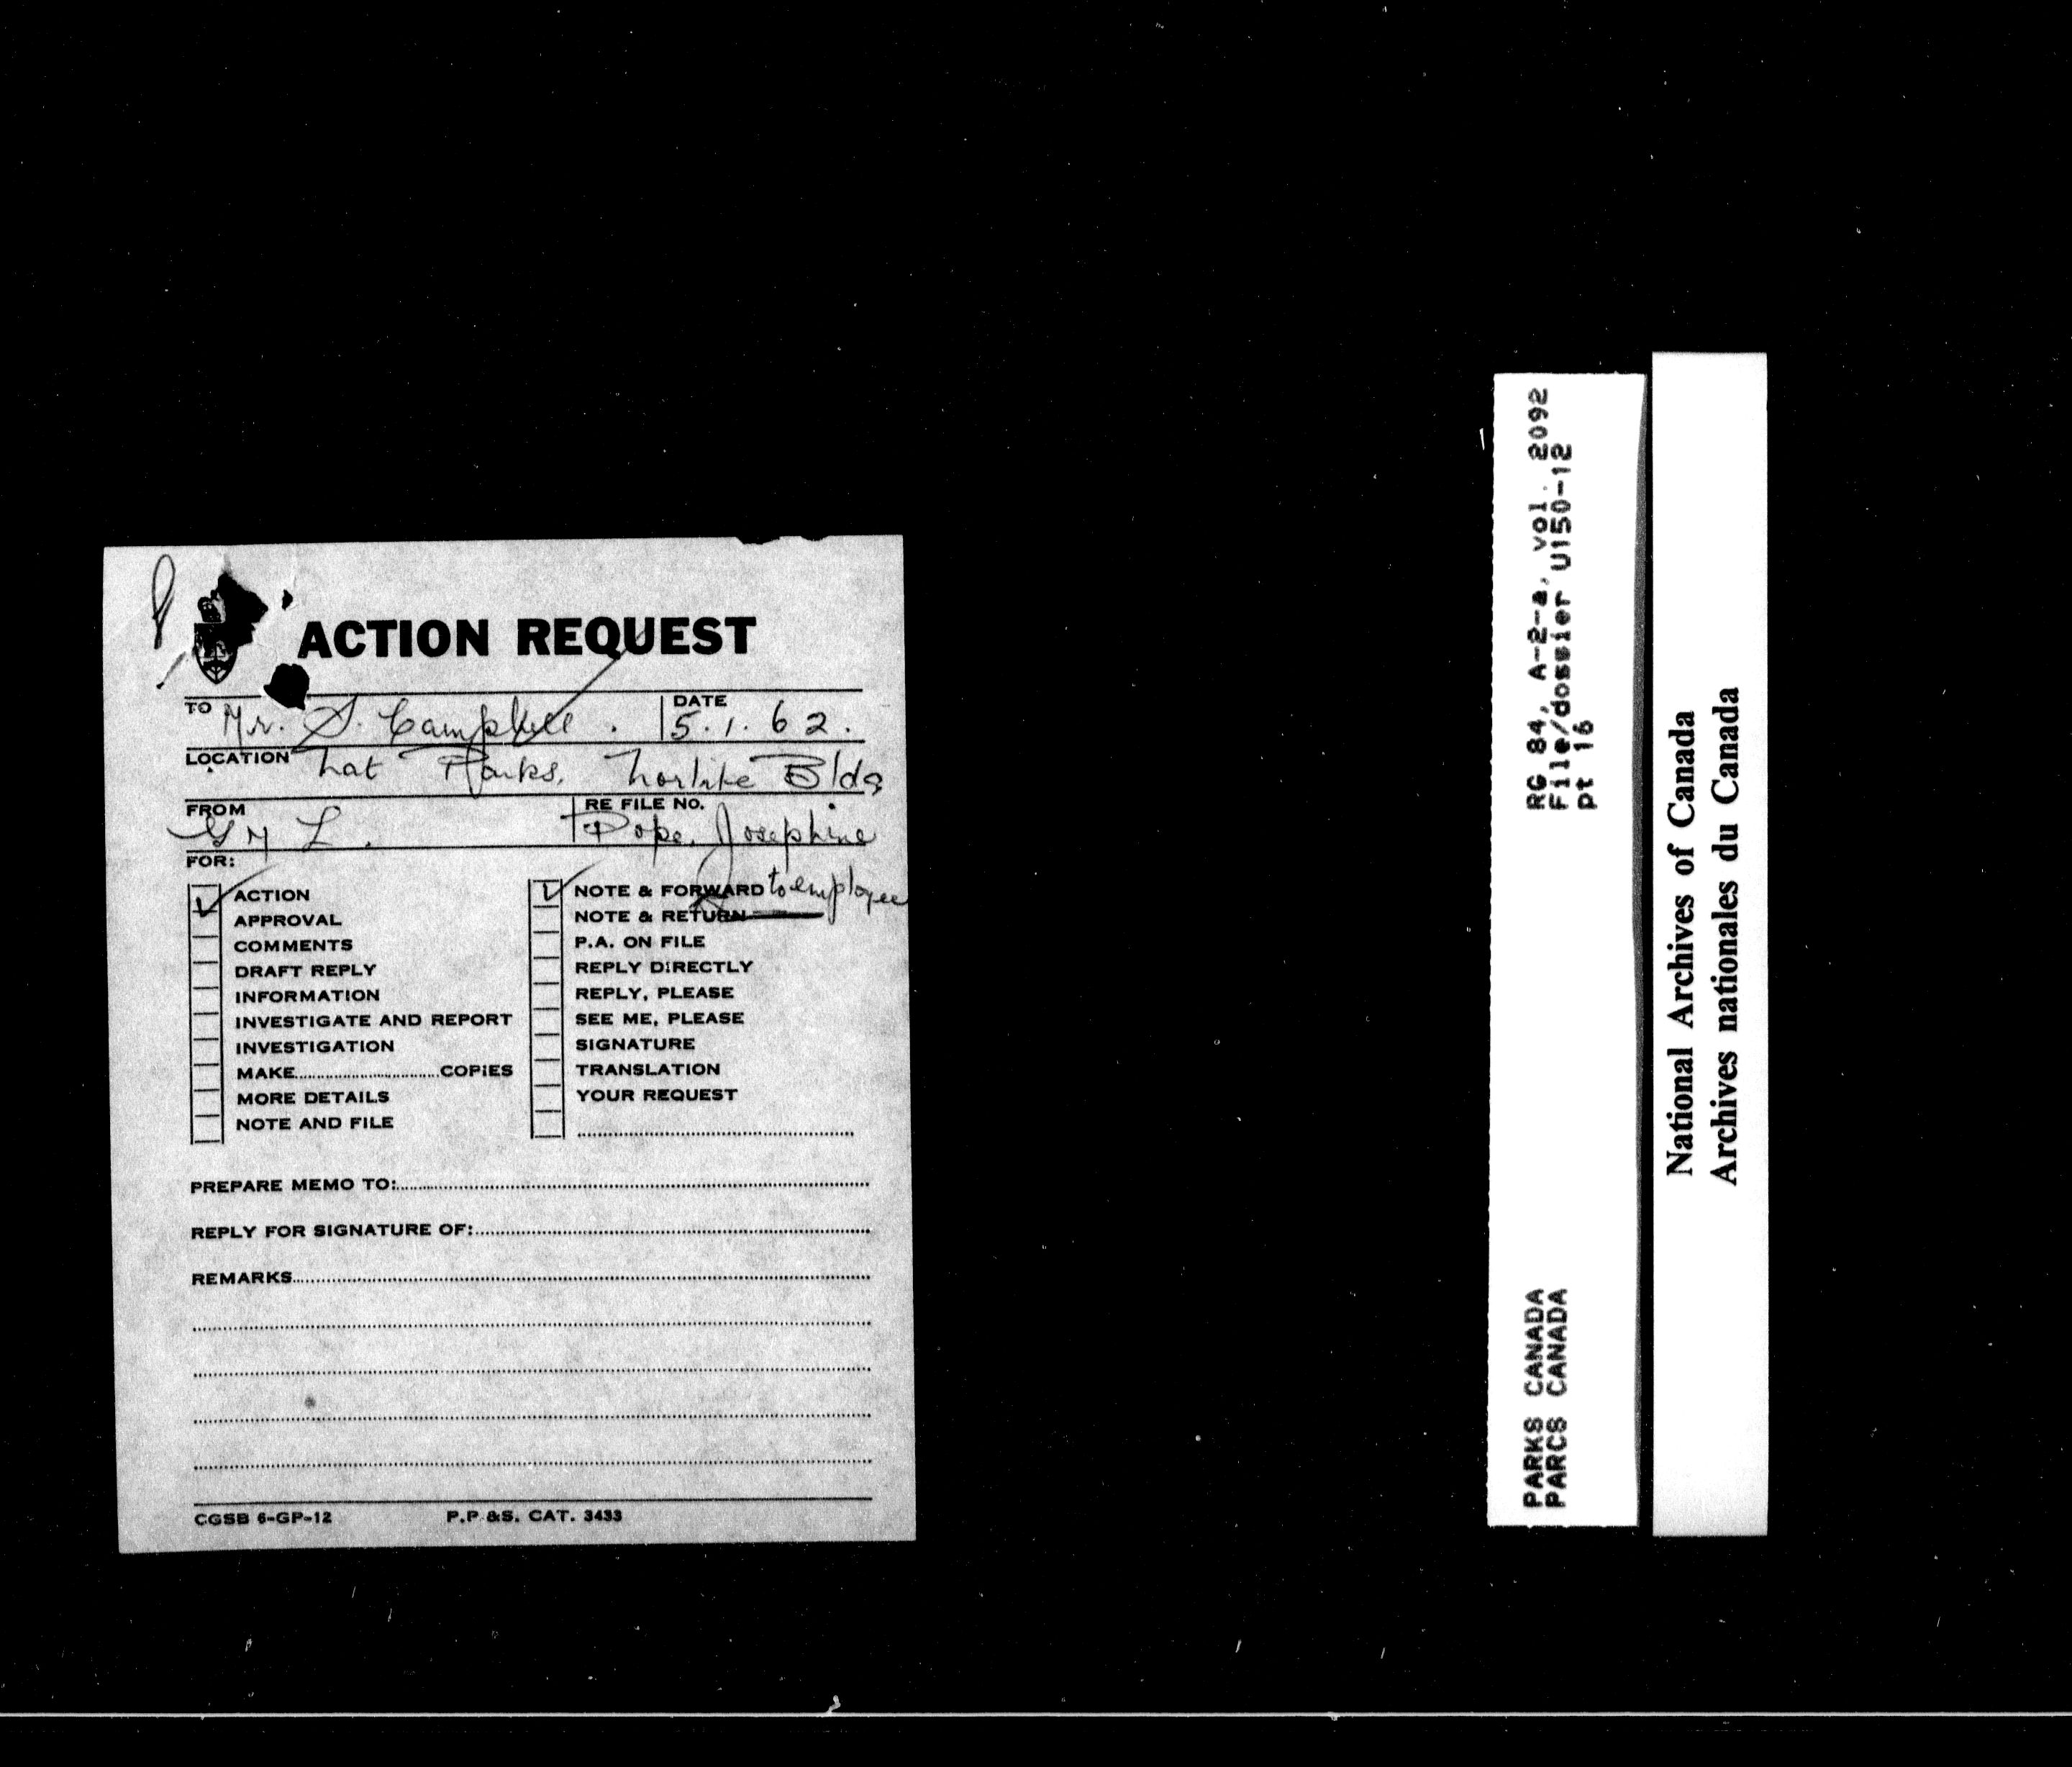 ACTION REQUEST
TO Mr. S. Campbell. DATE 5.1.62.
LOCATION Nat Parks. Norlite Bldg
FROM RE FILE NO.
L. Pope, Josephine
FOR:
ACTION
APPROVAL
COMMENTS
DRAFT REPLY
INFORMATION
INVESTIGATE AND REPORT
INVESTIGATION
MAKE COPIES
MORE DETAILS
NOTE AND FILE
NOTE & FORWARD to employee
NOTE & RETURN
P.A. ON FILE
REPLY DIRECTLY
REPLY, PLEASE
SEE ME, PLEASE
SIGNATURE
TRANSLATION
YOUR REQUEST
PREPARE MEMO TO:
REPLY FOR SIGNATURE OF:
REMARKS
CGSB 6-GP-12 P.P.&S. CAT. 3433
RG 84, A-2-a, vol. 2092
File/dossier U150-12
pt 16
PARKS CANADA
PARCS CANADA
National Archives of Canada
Archives nationales du Canada